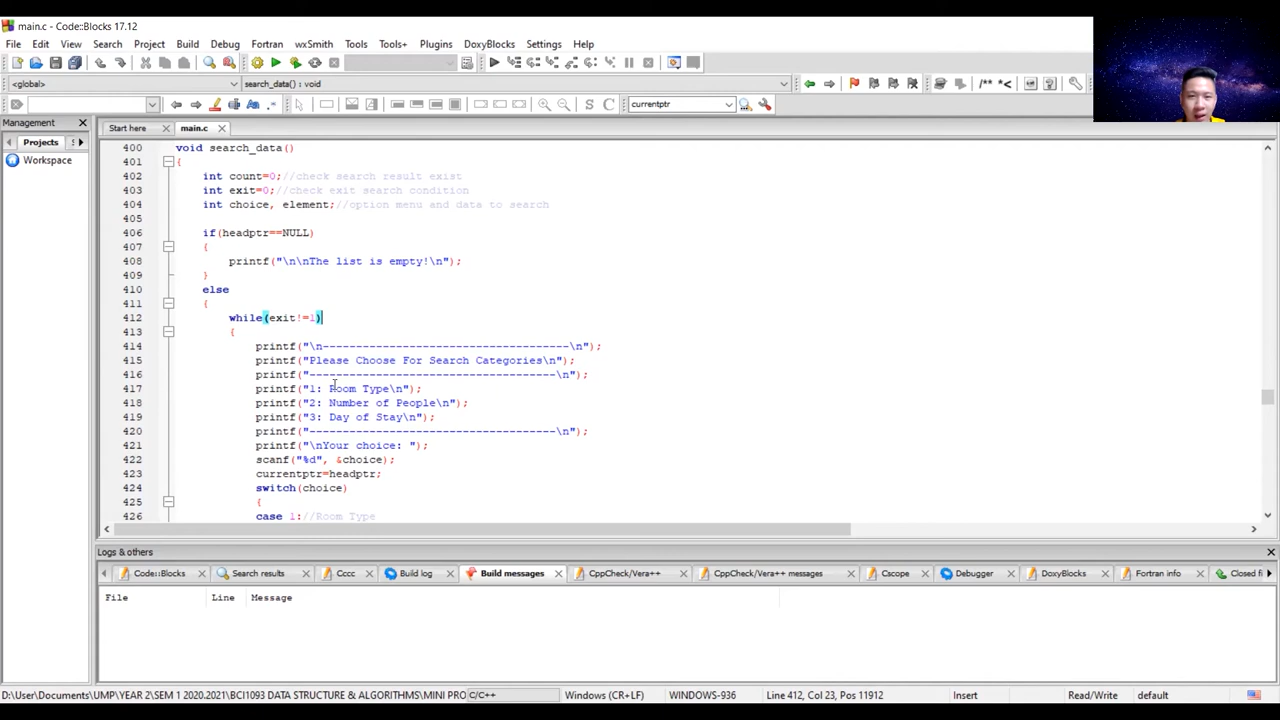 main.c - Code::Blocks 17.12
File Edit View Search Project Build Debug Fortran wxSmith Tools Tools+ Plugins DoxyBlocks Settings Help
<global> search_data() : void
currentptr
Management
Projects
Workspace
Start here main.c
400 void search_data()
401 {
402 int count=0;//check search result exist
403 int exit=0;//check exit search condition
404 int choice, element;//option menu and data to search
405
406 if(headptr==NULL)
407 {
408 printf("\n\nThe list is empty!\n");
409 }
410 else
411 {
412 while(exit!=1)
413 {
414 printf("\n-------------------------------------\n");
415 printf("Please Choose For Search Categories\n");
416 printf("-------------------------------------\n");
417 printf("1: Room Type\n");
418 printf("2: Number of People\n");
419 printf("3: Day of Stay\n");
420 printf("-------------------------------------\n");
421 printf("\nYour choice: ");
422 scanf("%d", &choice);
423 currentptr=headptr;
424 switch(choice)
425 {
426 case 1://Room Type
Logs & others
Code::Blocks Search results Cccc Build log Build messages CppCheck/Vera++ CppCheck/Vera++ messages Cscope Debugger DoxyBlocks Fortran info Closed fi
File Line Message
D:\User\Documents\UMP\YEAR 2\SEM 1 2020.2021\BCI1093 DATA STRUCTURE & ALGORITHMS\MINI PRO C/C++ Windows (CR+LF) WINDOWS-936 Line 412, Col 23, Pos 11912 Insert Read/Write default